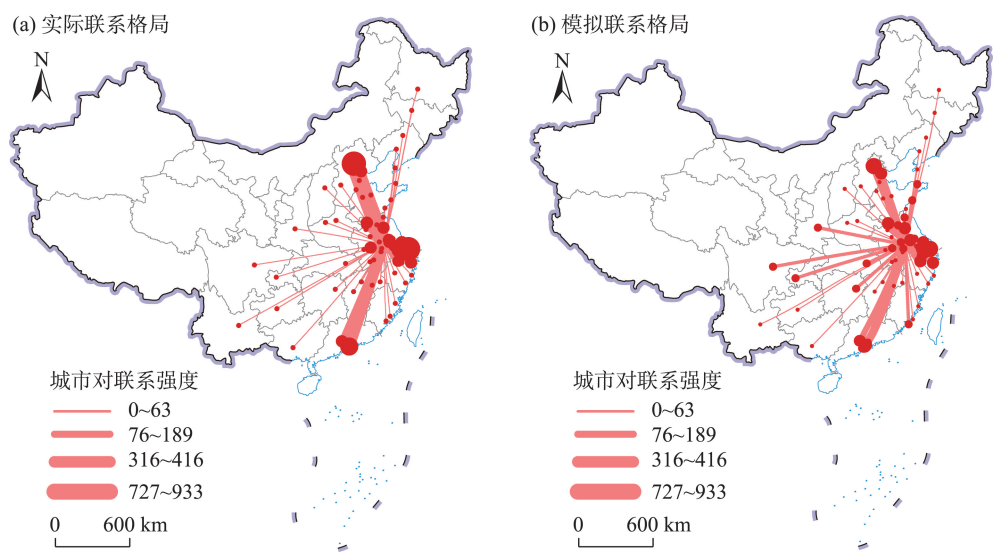 (a) 实际联系格局
N
城市对联系强度
0~63
76~189
316~416
727~933
0 600 km
(b) 模拟联系格局
N
城市对联系强度
0~63
76~189
316~416
727~933
0 600 km